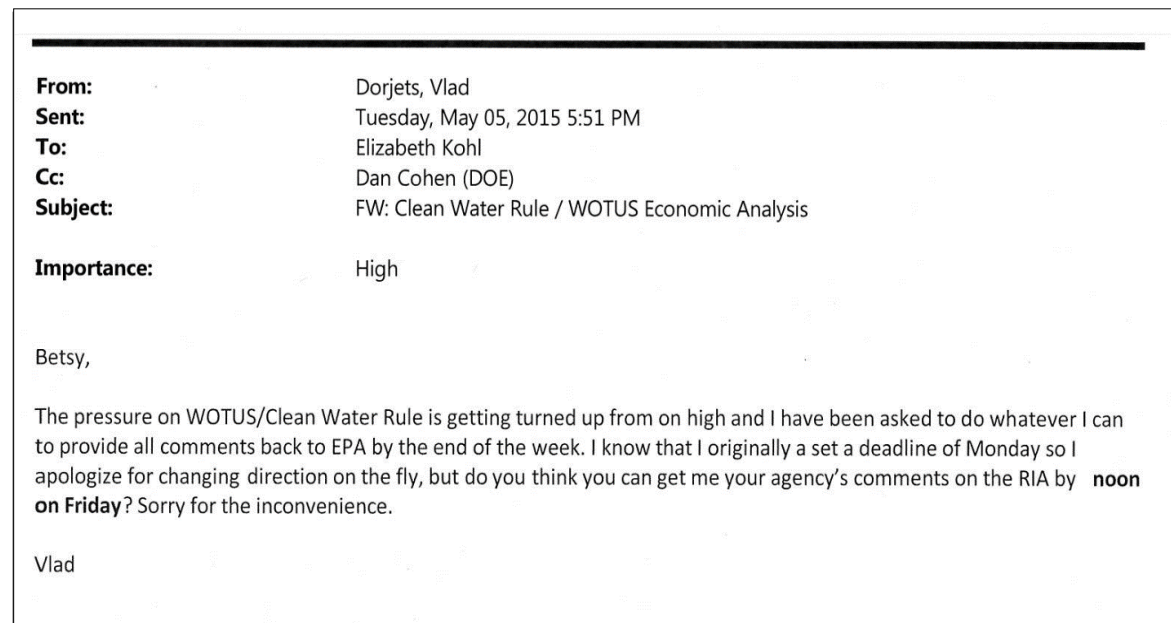 From: Dorjets, Vlad
Sent: Tuesday, May 05, 2015 5:51 PM
To: Elizabeth Kohl
Cc: Dan Cohen (DOE)
Subject: FW: Clean Water Rule / WOTUS Economic Analysis
Importance: High
Betsy,
The pressure on WOTUS/Clean Water Rule is getting turned up from on high and I have been asked to do whatever I can
to provide all comments back to EPA by the end of the week. I know that I originally a set a deadline of Monday so I
apologize for changing direction on the fly, but do you think you can get me your agency's comments on the RIA by noon
on Friday? Sorry for the inconvenience.
Vlad